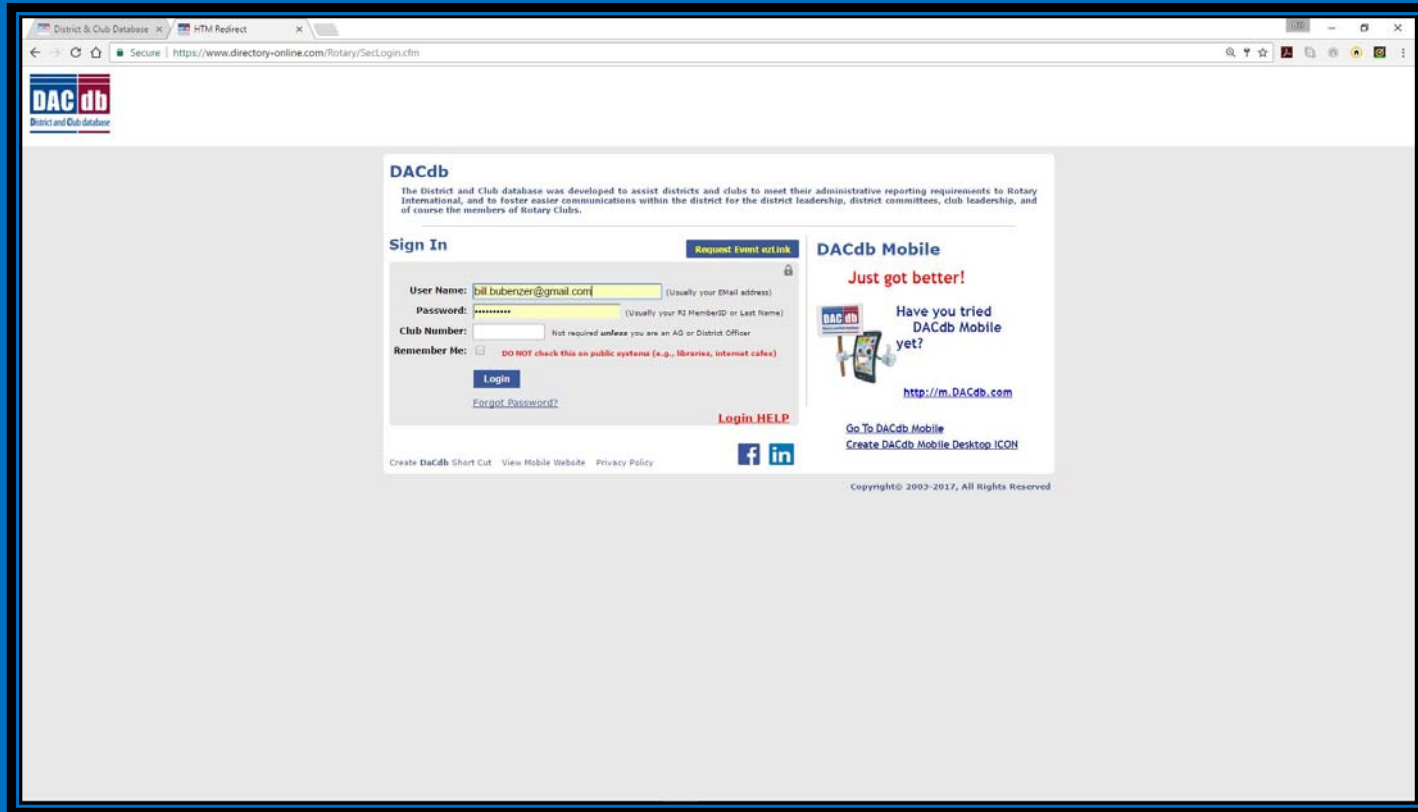 District & Club Database
HTM Redirect
Secure | https://www.directory-online.com/Rotary/SecLogin.cfm
DAC db
District and Club database
DACdb
The District and Club database was developed to assist districts and clubs to meet their administrative reporting requirements to Rotary
International, and to foster easier communications within the district for the district leadership, district committees, club leadership, and
of course the members of Rotary Clubs.
Sign In
Request Event ezLink
User Name: bill.bubenzer@gmail.com (Usually your EMail address)
Password: •••••••••• (Usually your RI MemberID or Last Name)
Club Number: Not required unless you are an AG or District Officer
Remember Me: DO NOT check this on public systems (e.g., libraries, internet cafes)
Login
Forgot Password?
Login HELP
Create DaCdb Short Cut View Mobile Website Privacy Policy
f in
DACdb Mobile
Just got better!
DAC db
Have you tried
DACdb Mobile
yet?
http://m.DACdb.com
Go To DACdb Mobile
Create DACdb Mobile Desktop ICON
Copyright© 2003-2017, All Rights Reserved